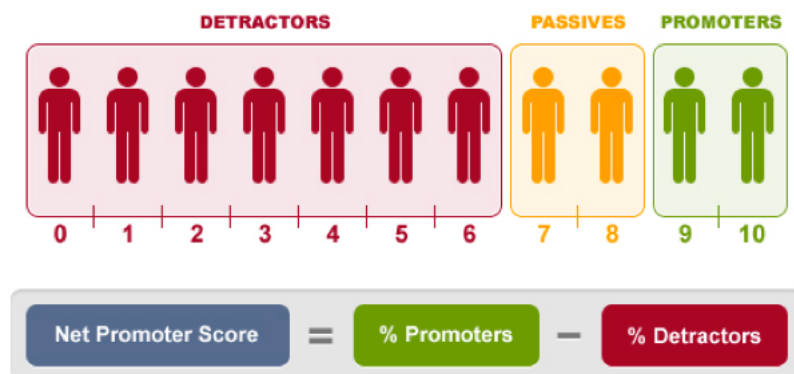 DETRACTORS PASSIVES PROMOTERS
0 1 2 3 4 5 6 7 8 9 10
Net Promoter Score = % Promoters − % Detractors